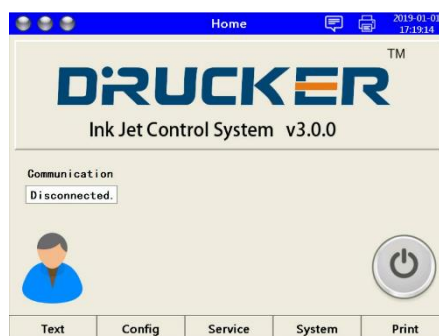 Home
2019-01-01
17:19:14
DRUCKER TM
Ink Jet Control System v3.0.0
Communication
Disconnected.
Text Config Service System Print